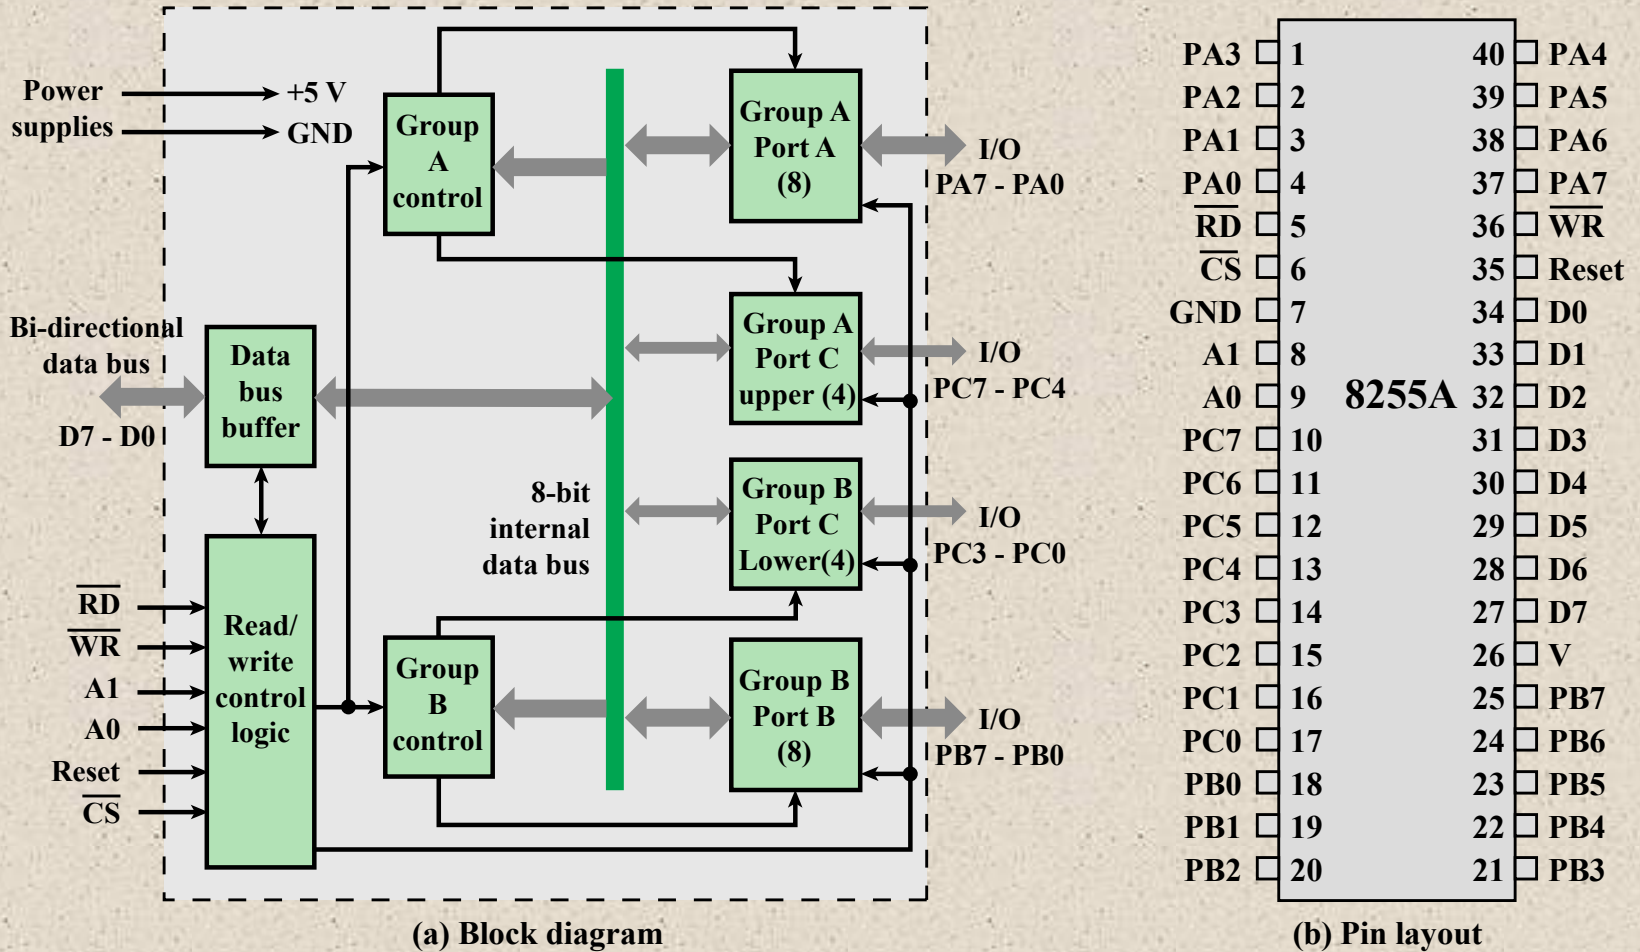 Power
supplies
+5 V
GND
Group
A
control
Group A
Port A
(8)
I/O
PA7 - PA0
Bi-directional
data bus
D7 - D0
Data
bus
buffer
Group A
Port C
upper (4)
I/O
PC7 - PC4
8-bit
internal
data bus
Group B
Port C
Lower(4)
I/O
PC3 - PC0
R̅D̅
W̅R̅
A1
A0
Reset
C̅S̅
Read/
write
control
logic
Group
B
control
Group B
Port B
(8)
I/O
PB7 - PB0
(a) Block diagram
PA3 1 40 PA4
PA2 2 39 PA5
PA1 3 38 PA6
PA0 4 37 PA7
R̅D̅ 5 36 W̅R̅
C̅S̅ 6 35 Reset
GND 7 34 D0
A1 8 33 D1
A0 9 8255A 32 D2
PC7 10 31 D3
PC6 11 30 D4
PC5 12 29 D5
PC4 13 28 D6
PC3 14 27 D7
PC2 15 26 V
PC1 16 25 PB7
PC0 17 24 PB6
PB0 18 23 PB5
PB1 19 22 PB4
PB2 20 21 PB3
(b) Pin layout